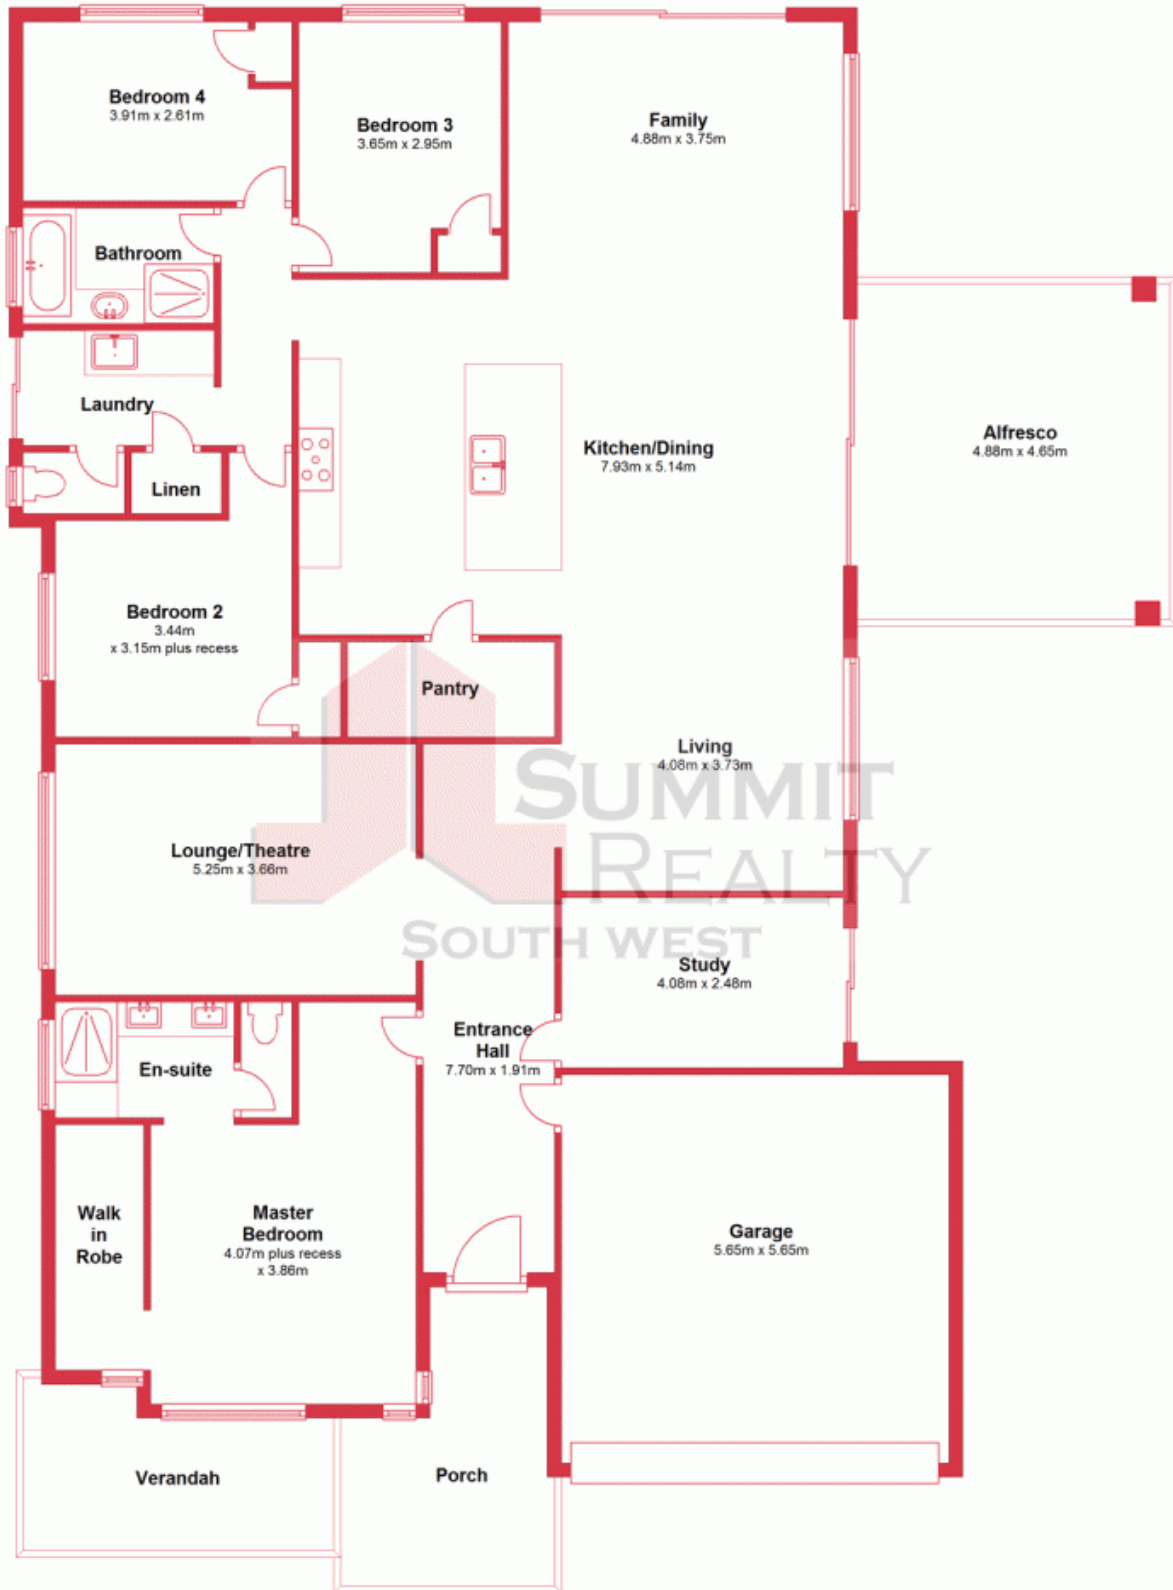 Bedroom 4
3.91m x 2.61m
Bedroom 3
3.65m x 2.95m
Family
4.88m x 3.75m
Bathroom
Laundry
Linen
Kitchen/Dining
7.93m x 5.14m
Alfresco
4.88m x 4.65m
Bedroom 2
3.44m
x 3.15m plus recess
Pantry
Living
4.08m x 3.73m
SUMMIT
REALTY
SOUTH WEST
Lounge/Theatre
5.25m x 3.66m
Study
4.08m x 2.48m
Entrance
Hall
7.70m x 1.91m
En-suite
Walk
in
Robe
Master
Bedroom
4.07m plus recess
x 3.86m
Garage
5.65m x 5.65m
Verandah
Porch